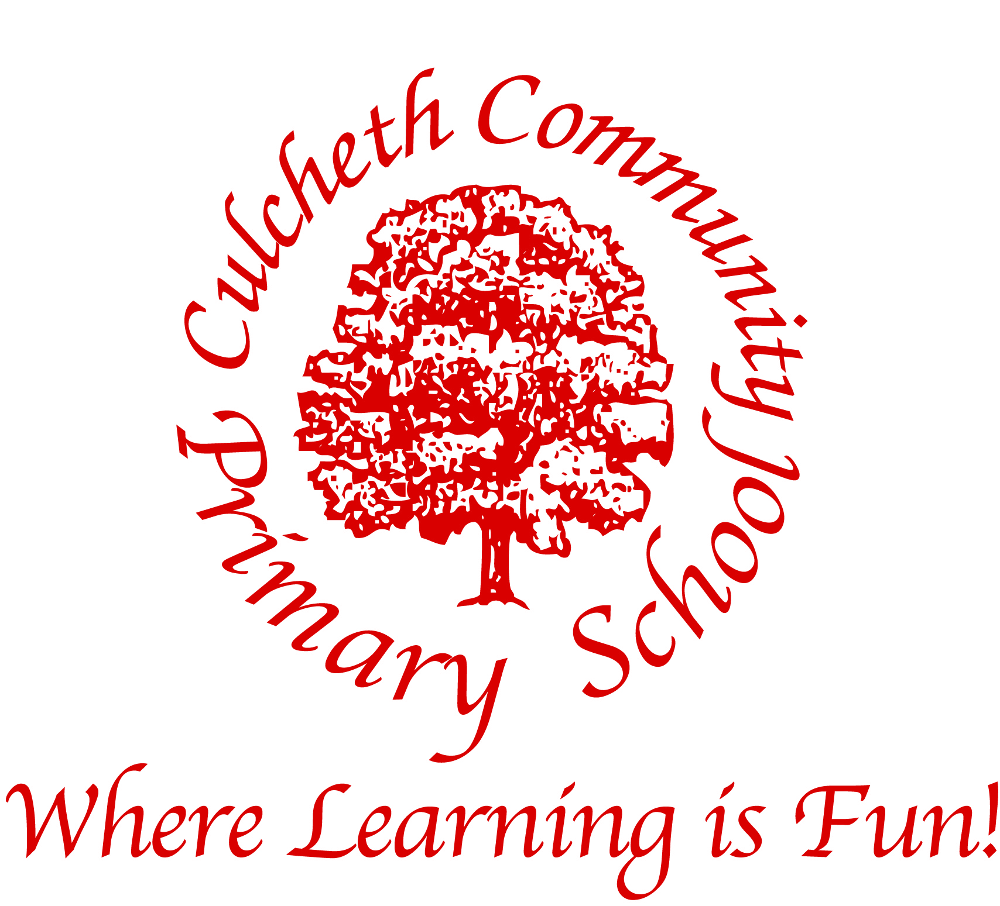 Culcheth Community
Primary School
Where Learning is Fun!